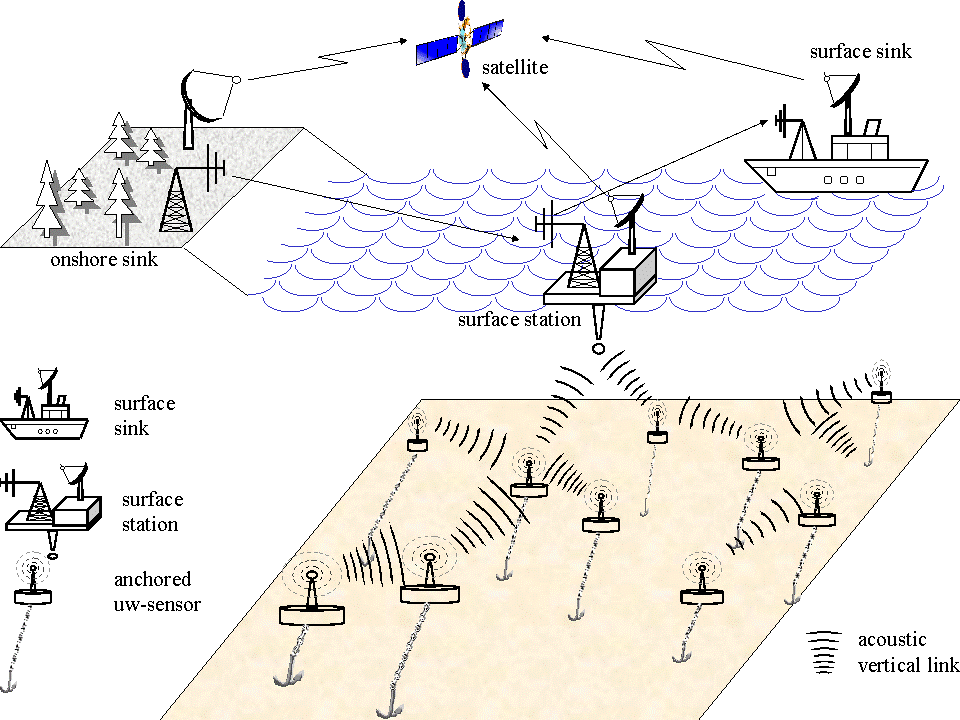 surface sink
satellite
onshore sink
surface station
surface
sink
surface
station
anchored
uw-sensor
acoustic
vertical link